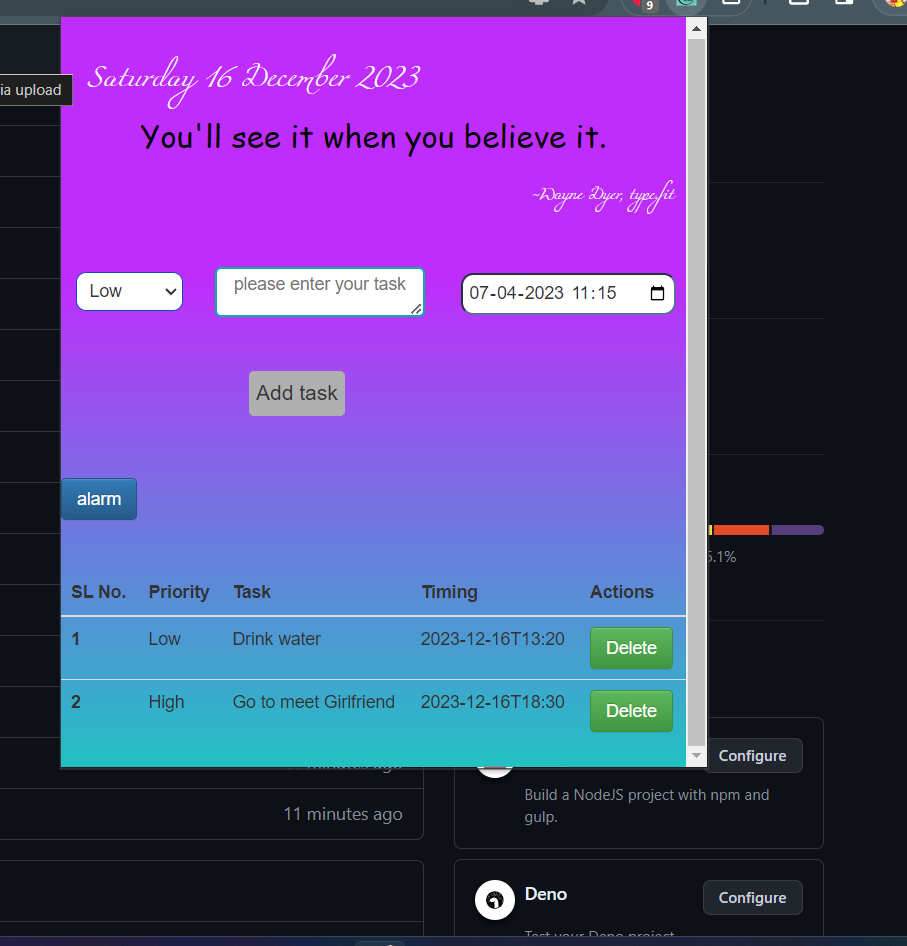 9
ia upload
Saturday 16 December 2023
You'll see it when you believe it.
~Wayne Dyer, type.fit
Low
please enter your task
07-04-2023 11:15
Add task
alarm
5.1%
SL No. Priority Task Timing Actions
1 Low Drink water 2023-12-16T13:20 Delete
2 High Go to meet Girlfriend 2023-12-16T18:30 Delete
Configure
minutes ago
Build a NodeJS project with npm and
gulp.
11 minutes ago
Deno
Configure
Test your Deno project